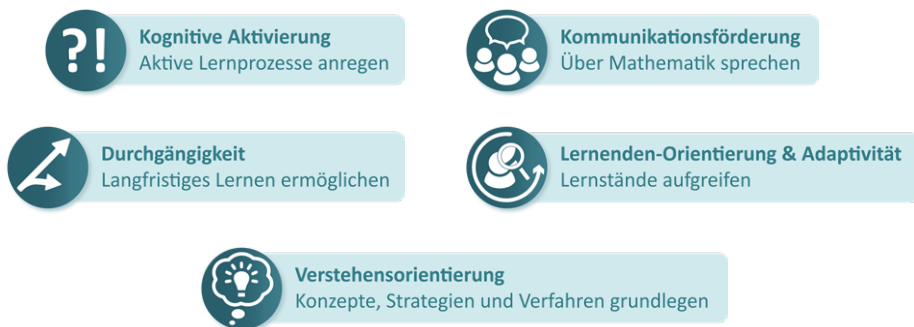 ?!
Kognitive Aktivierung
Aktive Lernprozesse anregen
Kommunikationsförderung
Über Mathematik sprechen
Durchgängigkeit
Langfristiges Lernen ermöglichen
Lernenden-Orientierung & Adaptivität
Lernstände aufgreifen
Verstehensorientierung
Konzepte, Strategien und Verfahren grundlegen